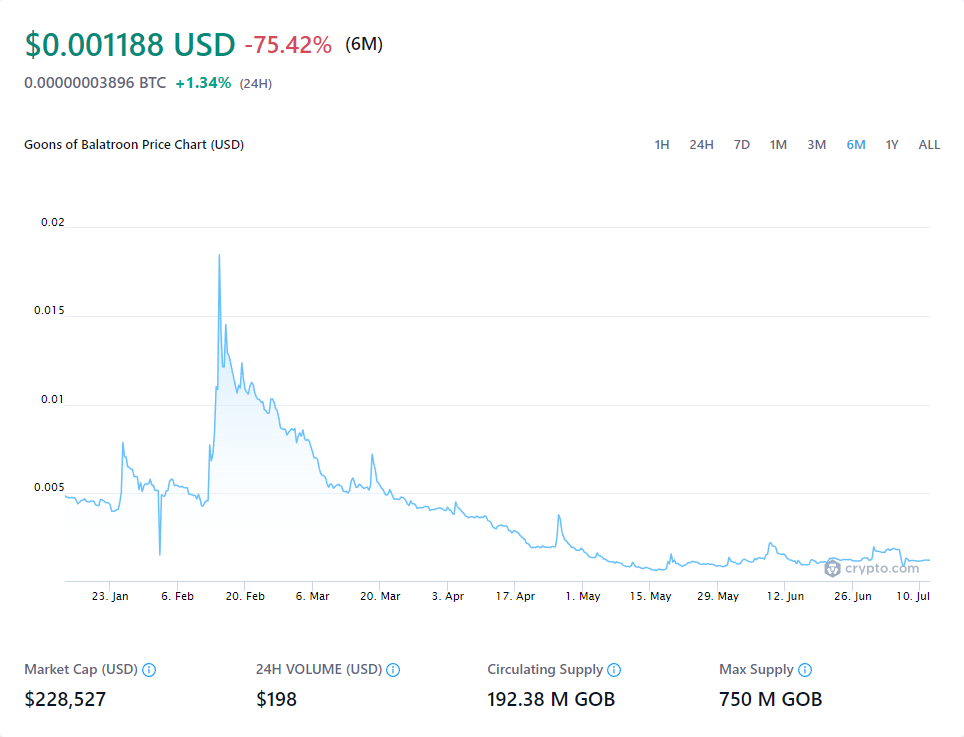 $0.001188 USD -75.42% (6M)
0.00000003896 BTC +1.34% (24H)
Goons of Balatroon Price Chart (USD) 1H 24H 7D 1M 3M 6M 1Y ALL
0.02
0.015
0.01
0.005
crypto.com
23. Jan 6. Feb 20. Feb 6. Mar 20. Mar 3. Apr 17. Apr 1. May 15. May 29. May 12. Jun 26. Jun 10. Jul
Market Cap (USD) 24H VOLUME (USD) Circulating Supply Max Supply
$228,527 $198 192.38 M GOB 750 M GOB